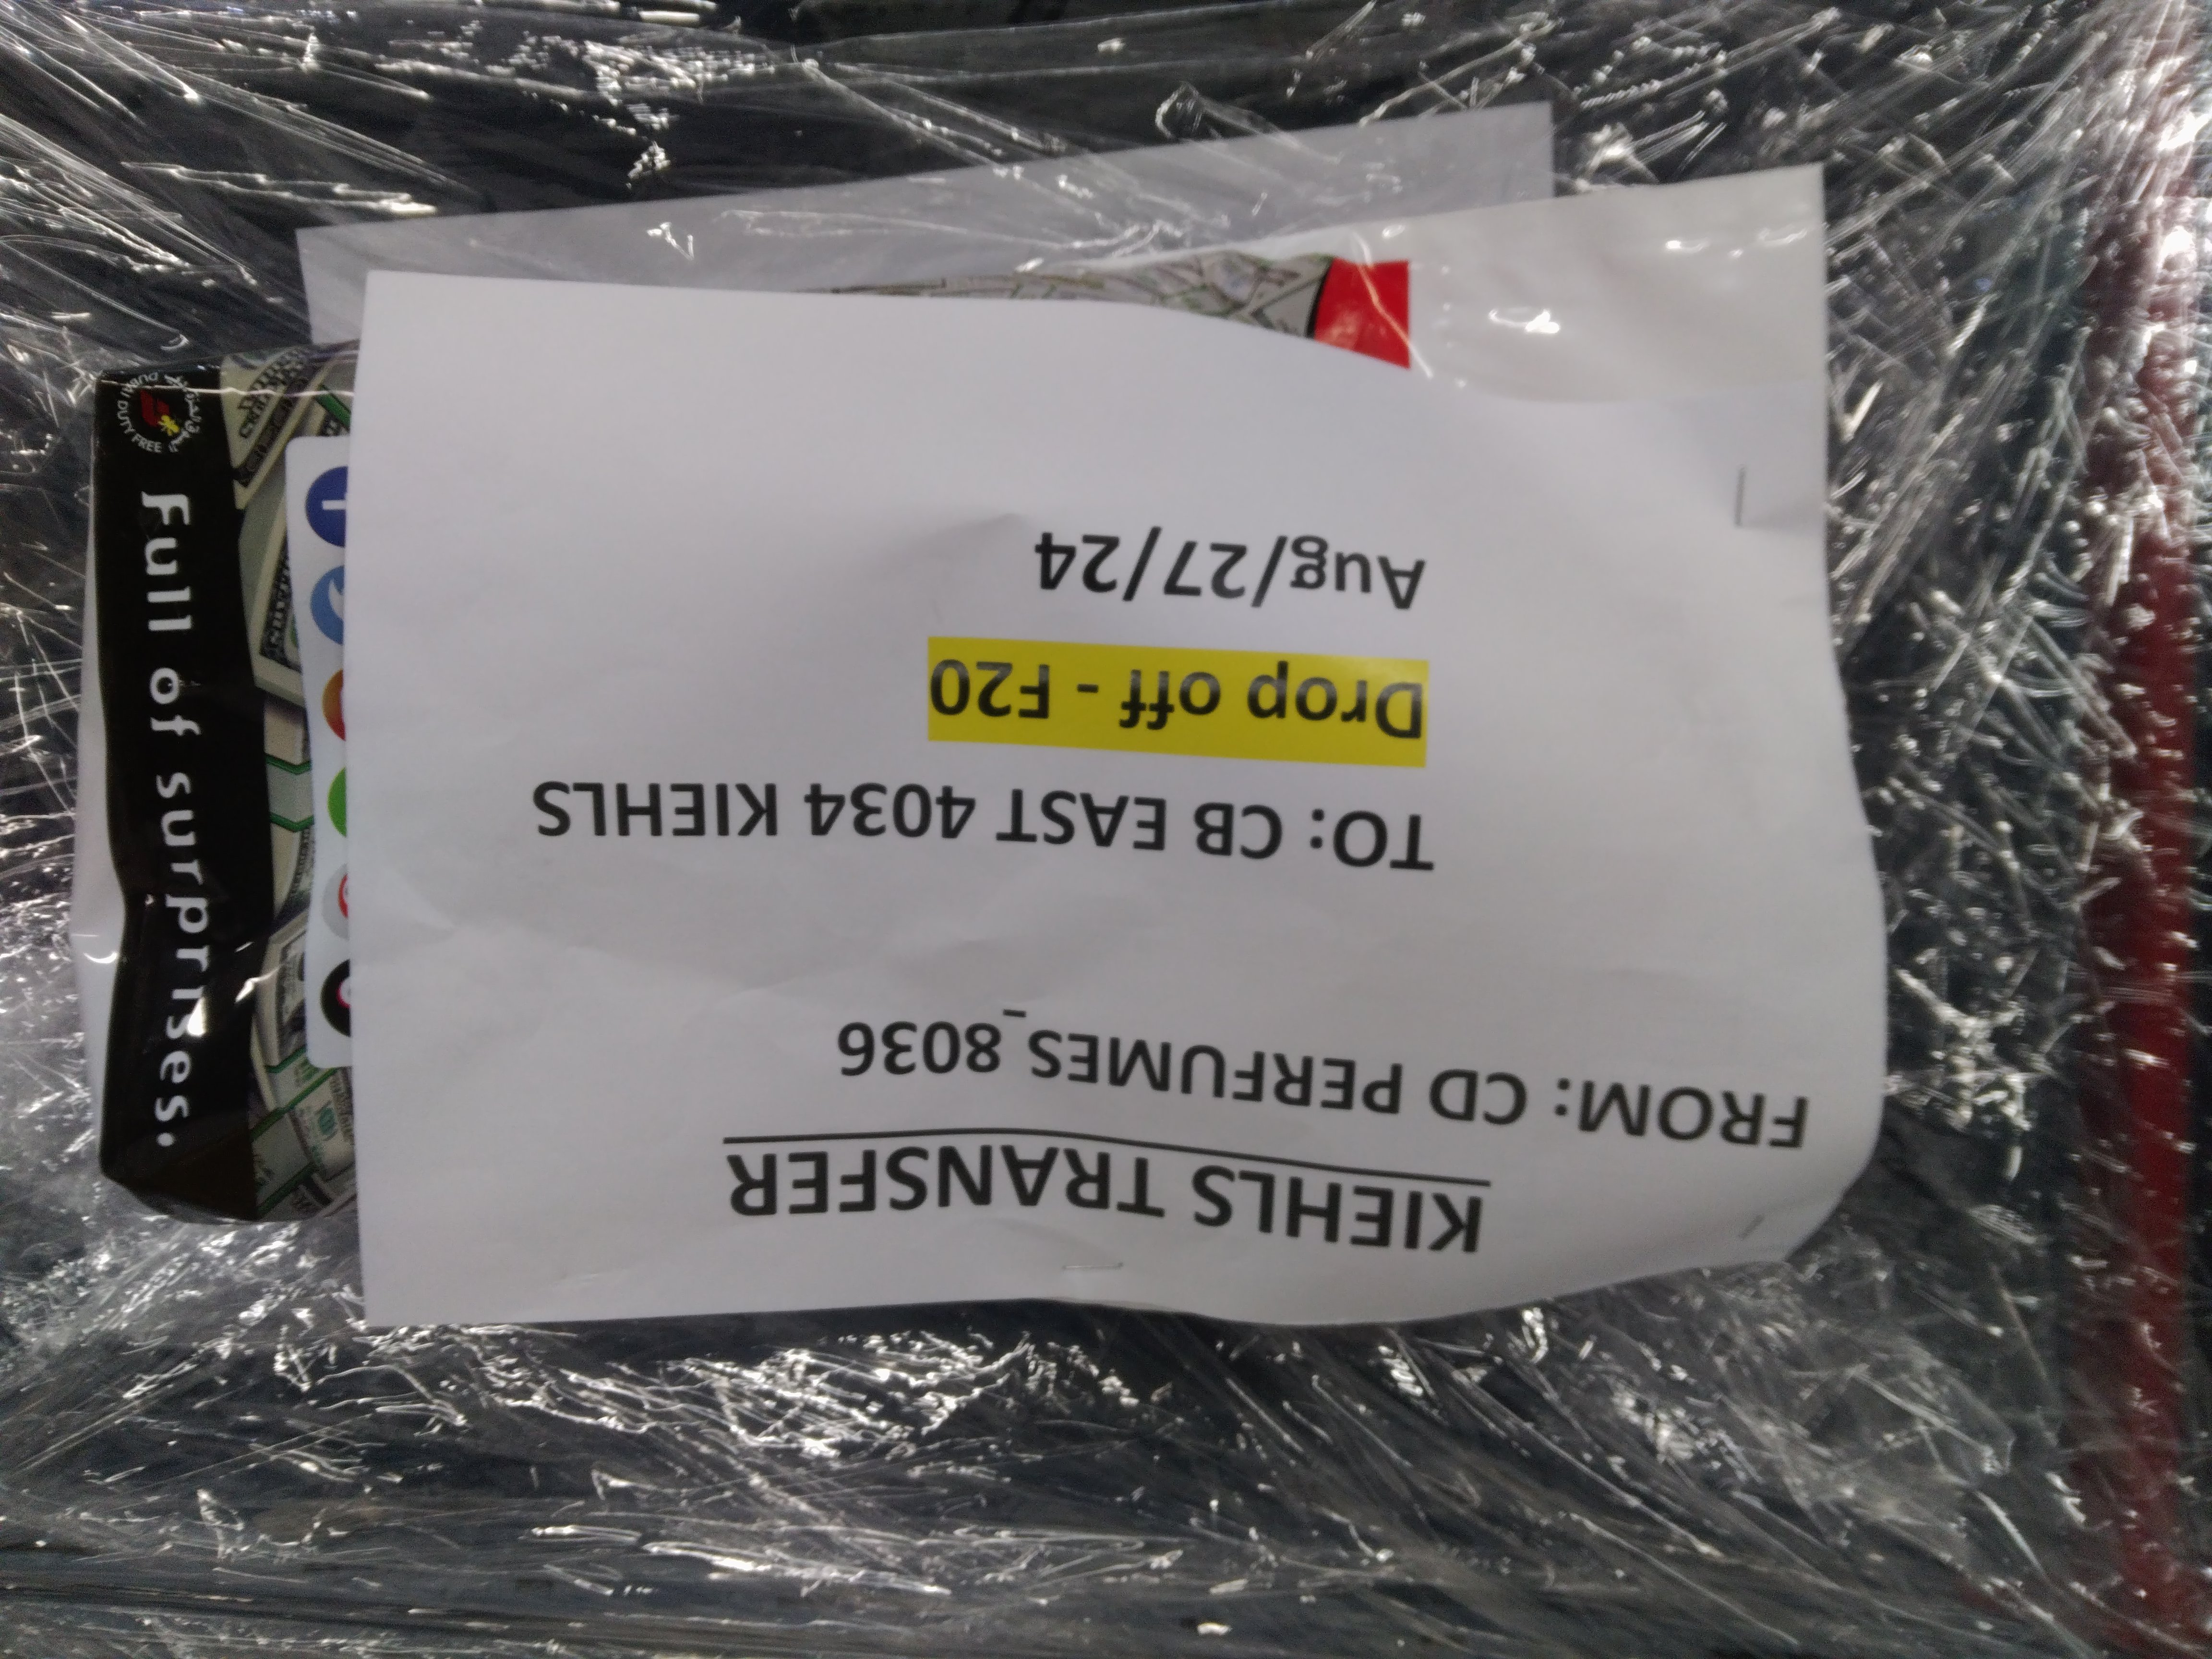 KIEHLS TRANSFER
FROM: CD PERFUMES_8036
TO: CB EAST 4034 KIEHLS
Drop off - F20
Aug/27/24
Full of surprises.
DUBAI DUTY FREE